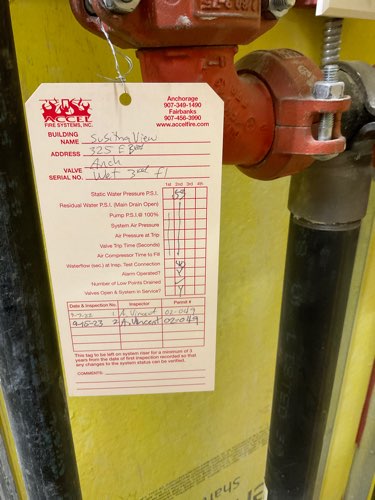 ACCEL
FIRE SYSTEMS, INC.
Anchorage
907-349-1490
Fairbanks
907-456-3990
www.accelfire.com
BUILDING NAME Susitna View
ADDRESS 325 E 3rd
Anch
VALVE SERIAL NO. Wet 3rd fl
1st 2nd 3rd 4th
Static Water Pressure P.S.I.
Residual Water P.S.I. (Main Drain Open)
Pump P.S.I. @ 100%
System Air Pressure
Air Pressure at Trip
Valve Trip Time (Seconds)
Air Compressor Time to Fill
Waterflow (sec.) at Insp. Test Connection
Alarm Operated? Y
Number of Low Points Drained
Valves Open & System in Service? Y
Date & Inspection No. Inspector Permit #
1 A. Vincent 02-049
9-15-23 2 A. Vincent 02-049
This tag to be left on system riser for a minimum of 3
years from the date of first inspection recorded so that
any changes to the system status can be verified.
COMMENTS: